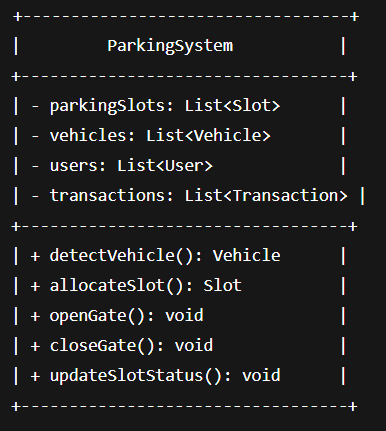 +---------------------------------+
|         ParkingSystem           |
+---------------------------------+
| - parkingSlots: List<Slot>      |
| - vehicles: List<Vehicle>       |
| - users: List<User>             |
| - transactions: List<Transaction> |
+---------------------------------+
| + detectVehicle(): Vehicle      |
| + allocateSlot(): Slot          |
| + openGate(): void              |
| + closeGate(): void             |
| + updateSlotStatus(): void      |
+---------------------------------+